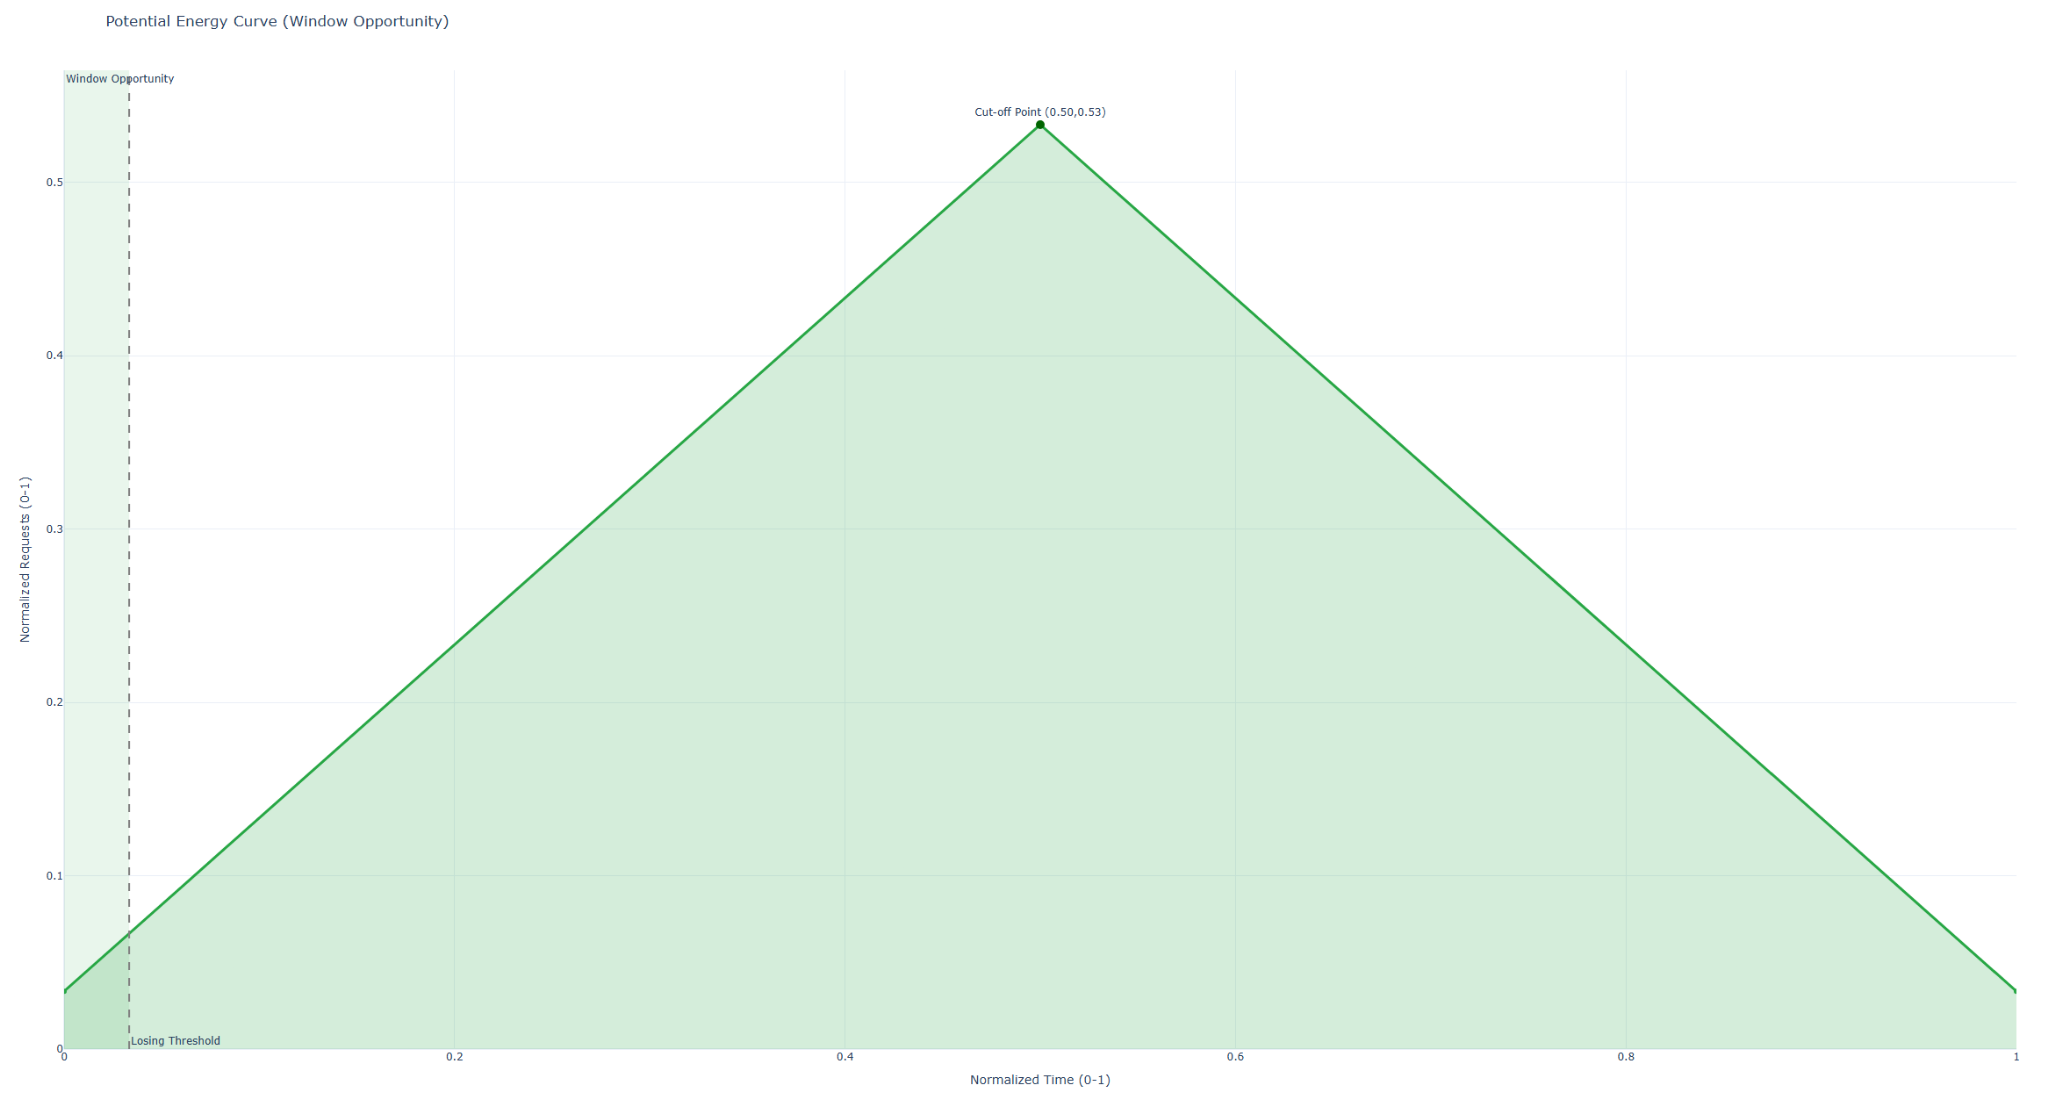 Potential Energy Curve (Window Opportunity)
Window Opportunity
Cut-off Point (0.50,0.53)
0.5
0.4
0.3
0.2
0.1
0
Normalized Requests (0-1)
Losing Threshold
0
0.2
0.4
0.6
0.8
1
Normalized Time (0-1)